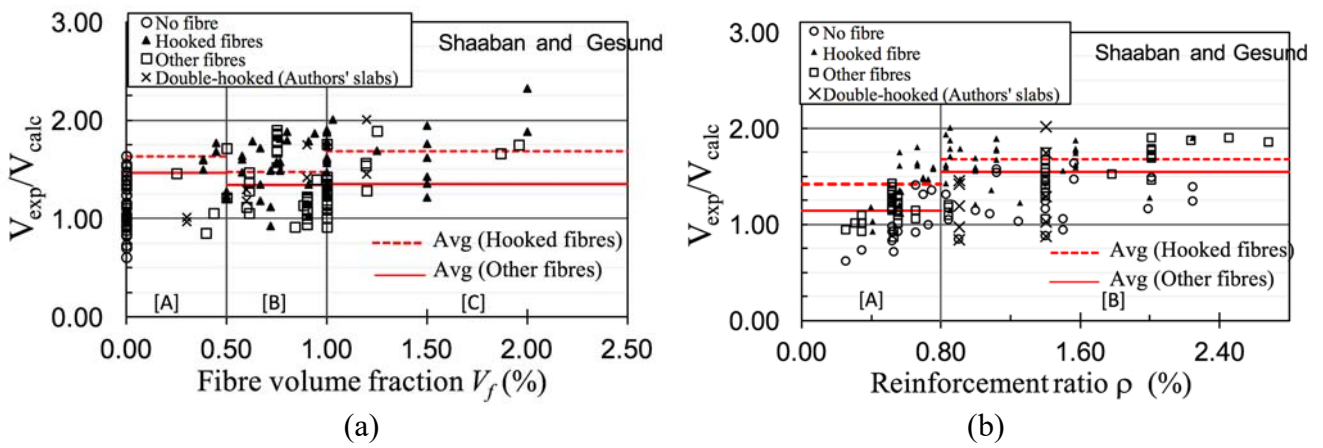 3.00
2.00
1.00
0.00
V_exp/V_calc
No fibre
Hooked fibres
Other fibres
Double-hooked (Authors' slabs)
Shaaban and Gesund
Avg (Hooked fibres)
Avg (Other fibres)
[A] [B] [C]
0.00 0.50 1.00 1.50 2.00 2.50
Fibre volume fraction V_f (%)
(a)
3.00
2.00
1.00
0.00
V_exp/V_calc
No fibre
Hooked fibre
Other fibres
Double-hooked (Authors' slabs)
Shaaban and Gesund
Avg (Hooked fibres)
Avg (Other fibres)
[A] [B]
0.00 0.80 1.60 2.40
Reinforcement ratio ρ (%)
(b)